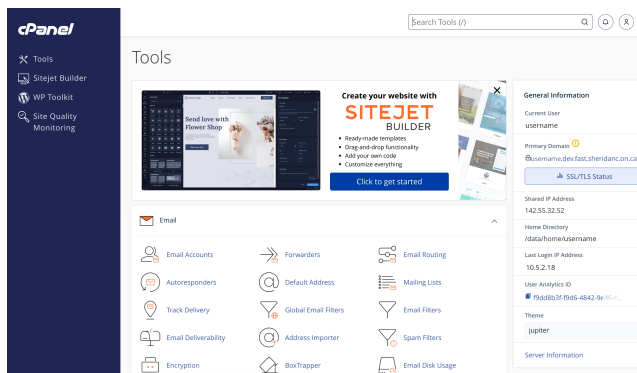 cPanel
Search Tools (/)
Tools
Sitejet Builder
WP Toolkit
Site Quality
Monitoring
Tools
Send love with
Flower Shop
Create your website with
SITEJET
BUILDER
Ready-made templates
Drag-and-drop functionality
Add your own code
Customize everything
Click to get started
Email
Email Accounts
Forwarders
Email Routing
Autoresponders
Default Address
Mailing Lists
Track Delivery
Global Email Filters
Email Filters
Email Deliverability
Address Importer
Spam Filters
Encryption
BoxTrapper
Email Disk Usage
General Information
Current User
username
Primary Domain
username.dev.fast.sheridanc.on.ca
SSL/TLS Status
Shared IP Address
142.55.32.52
Home Directory
/data/home/username
Last Login IP Address
10.5.2.18
User Analytics ID
f9dd8b3f-f9d6-4842-9e
Theme
jupiter
Server Information